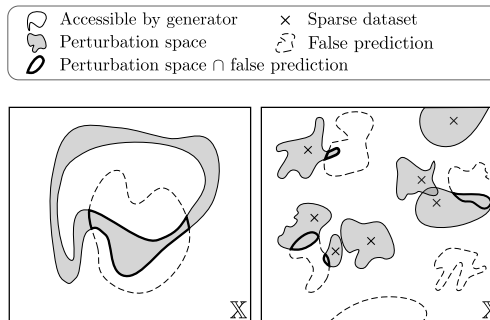 Accessible by generator
× Sparse dataset
Perturbation space
False prediction
Perturbation space ∩ false prediction
𝕏
𝕏